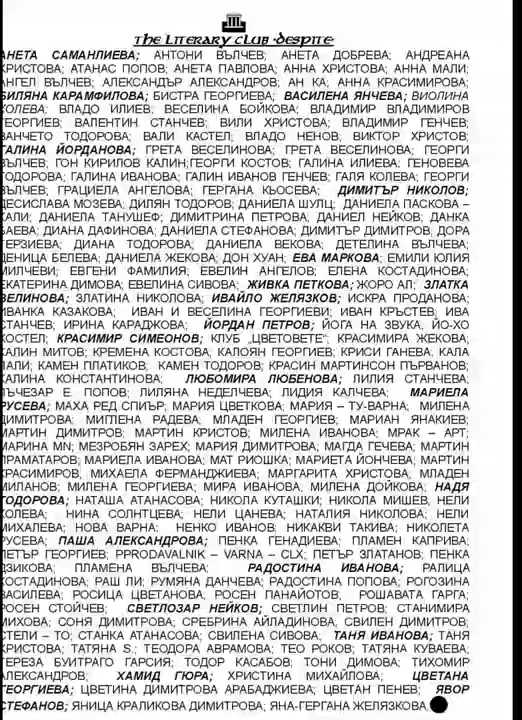 The Literary Club Despite
АНЕТА САМАНЛИЕВА; АНТОНИ ВЪЛЧЕВ; АНЕТА ДОБРЕВА; АНДРЕАНА
ХРИСТОВА; АТАНАС ПОПОВ; АНЕТА ПАВЛОВА; АННА ХРИСТОВА; АННА МАЛИ;
АНГЕЛ ВЪЛЧЕВ; АЛЕКСАНДЪР АЛЕКСАНДРОВ; АН КА; АННА КРАСИМИРОВА;
БИЛЯНА КАРАМФИЛОВА; БИСТРА ГЕОРГИЕВА; ВАСИЛЕНА ЯНЧЕВА; ВИОЛИНА
КОЛЕВА; ВЛАДО ИЛИЕВ; ВЕСЕЛИНА БОЙКОВА; ВЛАДИМИР ВЛАДИМИРОВ
ГЕОРГИЕВ; ВАЛЕНТИН СТАНЧЕВ; ВИЛИ ХРИСТОВА; ВЛАДИМИР ГЕНЧЕВ;
ВАНЧЕТО ТОДОРОВА; ВАЛИ КАСТЕЛ; ВЛАДО НЕНОВ; ВИКТОР ХРИСТОВ;
ГАЛИНА ЙОРДАНОВА; ГРЕТА ВЕСЕЛИНОВА; ГРЕТА ВЕСЕЛИНОВА; ГЕОРГИ
ВЪЛЧЕВ; ГОН КИРИЛОВ КАЛИН;ГЕОРГИ КОСТОВ; ГАЛИНА ИЛИЕВА; ГЕНОВЕВА
ТОДОРОВА; ГАЛИНА ИВАНОВА; ГАЛИН ИВАНОВ ГЕНЧЕВ; ГАЛЯ КОЛЕВА; ГЕОРГИ
ВЪЛЧЕВ; ГРАЦИЕЛА АНГЕЛОВА; ГЕРГАНА КЬОСЕВА; ДИМИТЪР НИКОЛОВ;
ДЕСИСЛАВА МОЗЕВА; ДИЛЯН ТОДОРОВ; ДАНИЕЛА ШУЛЦ; ДАНИЕЛА ПАСКОВА –
КАЛИ; ДАНИЕЛА ТАНУШЕФ; ДИМИТРИНА ПЕТРОВА; ДАНИЕЛ НЕЙКОВ; ДАНКА
БАЕВА; ДИАНА ДАФИНОВА; ДАНИЕЛА СТЕФАНОВА; ДИМИТЪР ДИМИТРОВ; ДОРА
ТЕРЗИЕВА; ДИАНА ТОДОРОВА; ДАНИЕЛА ВЕКОВА; ДЕТЕЛИНА ВЪЛЧЕВА;
ДЕНИЦА БЕЛЕВА; ДАНИЕЛА ЖЕКОВА; ДОН ХУАН; ЕВА МАРКОВА; ЕМИЛИ ЮЛИЯ
МИЛЧЕВИ; ЕВГЕНИ ФАМИЛИЯ; ЕВЕЛИН АНГЕЛОВ; ЕЛЕНА КОСТАДИНОВА;
ЕКАТЕРИНА ДИМОВА; ЕВЕЛИНА СИВОВА; ЖИВКА ПЕТКОВА; ЖОРО АЛ; ЗЛАТКА
ВЕЛИНОВА; ЗЛАТИНА НИКОЛОВА; ИВАЙЛО ЖЕЛЯЗКОВ; ИСКРА ПРОДАНОВА;
ИВАНКА КАЗАКОВА; ИВАН И ВЕСЕЛИНА ГЕОРГИЕВИ; ИВАН КРЪСТЕВ; ИВА
СТАНЧЕВ; ИРИНА КАРАДЖОВА; ЙОРДАН ПЕТРОВ; ЙОГА НА ЗВУКА; ЙО-ХО
ХОСТЕЛ; КРАСИМИР СИМЕОНОВ; КЛУБ „ЦВЕТОВЕТЕ“; КРАСИМИРА ЖЕКОВА;
КАЛИН МИТОВ; КРЕМЕНА КОСТОВА; КАЛОЯН ГЕОРГИЕВ; КРИСИ ГАНЕВА; КАЛА
МАЛИ; КАМЕН ПЛАТИКОВ; КАМЕН ТОДОРОВ; КРАСИН МАРТИНСОН ПЪРВАНОВ;
КАЛИНА КОНСТАНТИНОВА; ЛЮБОМИРА ЛЮБЕНОВА; ЛИЛИЯ СТАНЧЕВА;
ЛЪЧЕЗАР Е. ПОПОВ; ЛИЛЯНА НЕДЕЛЧЕВА; ЛИДИЯ КАЛЧЕВА; МАРИЕЛА
РУСЕВА; МАХА РЕД СПИЪР; МАРИЯ ЦВЕТКОВА; МАРИЯ – ТУ-ВАРНА; МИЛЕНА
ДИМИТРОВА; МИГЛЕНА РАДЕВА; МЛАДЕН ГЕОРГИЕВ; МАРИАН ЯНАКИЕВ;
МАРТИН ДИМИТРОВ; МАРТИН КРИСТОВ; МИЛЕНА ИВАНОВА; МРАК – АРТ;
МАРИНА MN; МЕЗРОБЯН ЗАРЕХ; МАРИЯ ДИМИТРОВА; МАГДА ГЕЧЕВА; МАРТИН
ПРАМАТАРОВ; МАРИЕЛА ИВАНОВА; МАТ РИОШКА; МАРИЕТА ЙОНЧЕВА; МАРТИН
КРАСИМИРОВ; МИХАЕЛА ФЕРМАНДЖИЕВА; МАРГАРИТА ХРИСТОВА; МЛАДЕН
МИЛАНОВ; МИЛЕНА ГЕОРГИЕВА; МИРА ИВАНОВА; МИЛЕНА ДОЙКОВА; НАДЯ
ТОДОРОВА; НАТАША АТАНАСОВА; НИКОЛА КУТАШКИ; НИКОЛА МИШЕВ; НЕЛИ
КОЛЕВА; НИНА СОЛНТЦЕВА; НЕЛИ ЦАНЕВА; НАТАЛИЯ НИКОЛОВА; НЕЛИ
МИХАЛЕВА; НОВА ВАРНА; НЕНКО ИВАНОВ; НИКАКВИ ТАКИВА; НИКОЛЕТА
РУСЕВА; ПАША АЛЕКСАНДРОВА; ПЕНКА ГЕНАДИЕВА; ПЛАМЕН КАПРИВА;
ПЕТЪР ГЕОРГИЕВ; PPRODAVALNIK – VARNA – CLX; ПЕТЪР ЗЛАТАНОВ; ПЕНКА
ДЗИКОВА; ПЛАМЕНА ВЪЛЧЕВА; РАДОСТИНА ИВАНОВА; РАЛИЦА
КОСТАДИНОВА; РАШ ЛИ; РУМЯНА ДАНЧЕВА; РАДОСТИНА ПОПОВА; РОГОЗИНА
ВАСИЛЕВА; РОСИЦА ЦВЕТАНОВА; РОСЕН ПАНАЙОТОВ; РОШАВАТА ГАРГА;
РОСЕН СТОЙЧЕВ; СВЕТЛОЗАР НЕЙКОВ; СВЕТЛИН ПЕТРОВ; СТАНИМИРА
МИХОВА; СОНЯ ДИМИТРОВА; СРЕБРИНА АЙЛАДИНОВА; СВИЛЕН ДИМИТРОВ;
СТЕЛИ – ТО; СТАНКА АТАНАСОВА; СВИЛЕНА СИВОВА; ТАНЯ ИВАНОВА; ТАНЯ
ХРИСТОВА; ТАТЯНА S.; ТЕОДОРА АВРАМОВА; ТЕО РОКОВ; ТАТЯНА КУВАЕВА;
ТЕРЕЗА БУИТРАГО ГАРСИЯ; ТОДОР КАСАБОВ; ТОНИ ДИМОВА; ТИХОМИР
АЛЕКСАНДРОВ; ХАМИД ГЮРА; ХРИСТИНА МИХАЙЛОВА; ЦВЕТАНА
ГЕОРГИЕВА; ЦВЕТИНА ДИМИТРОВА АРАБАДЖИЕВА; ЦВЕТАН ПЕНЕВ; ЯВОР
СТЕФАНОВ; ЯНИЦА КРАЛИКОВА ДИМИТРОВА; ЯНА-ГЕРГАНА ЖЕЛЯЗКОВА.